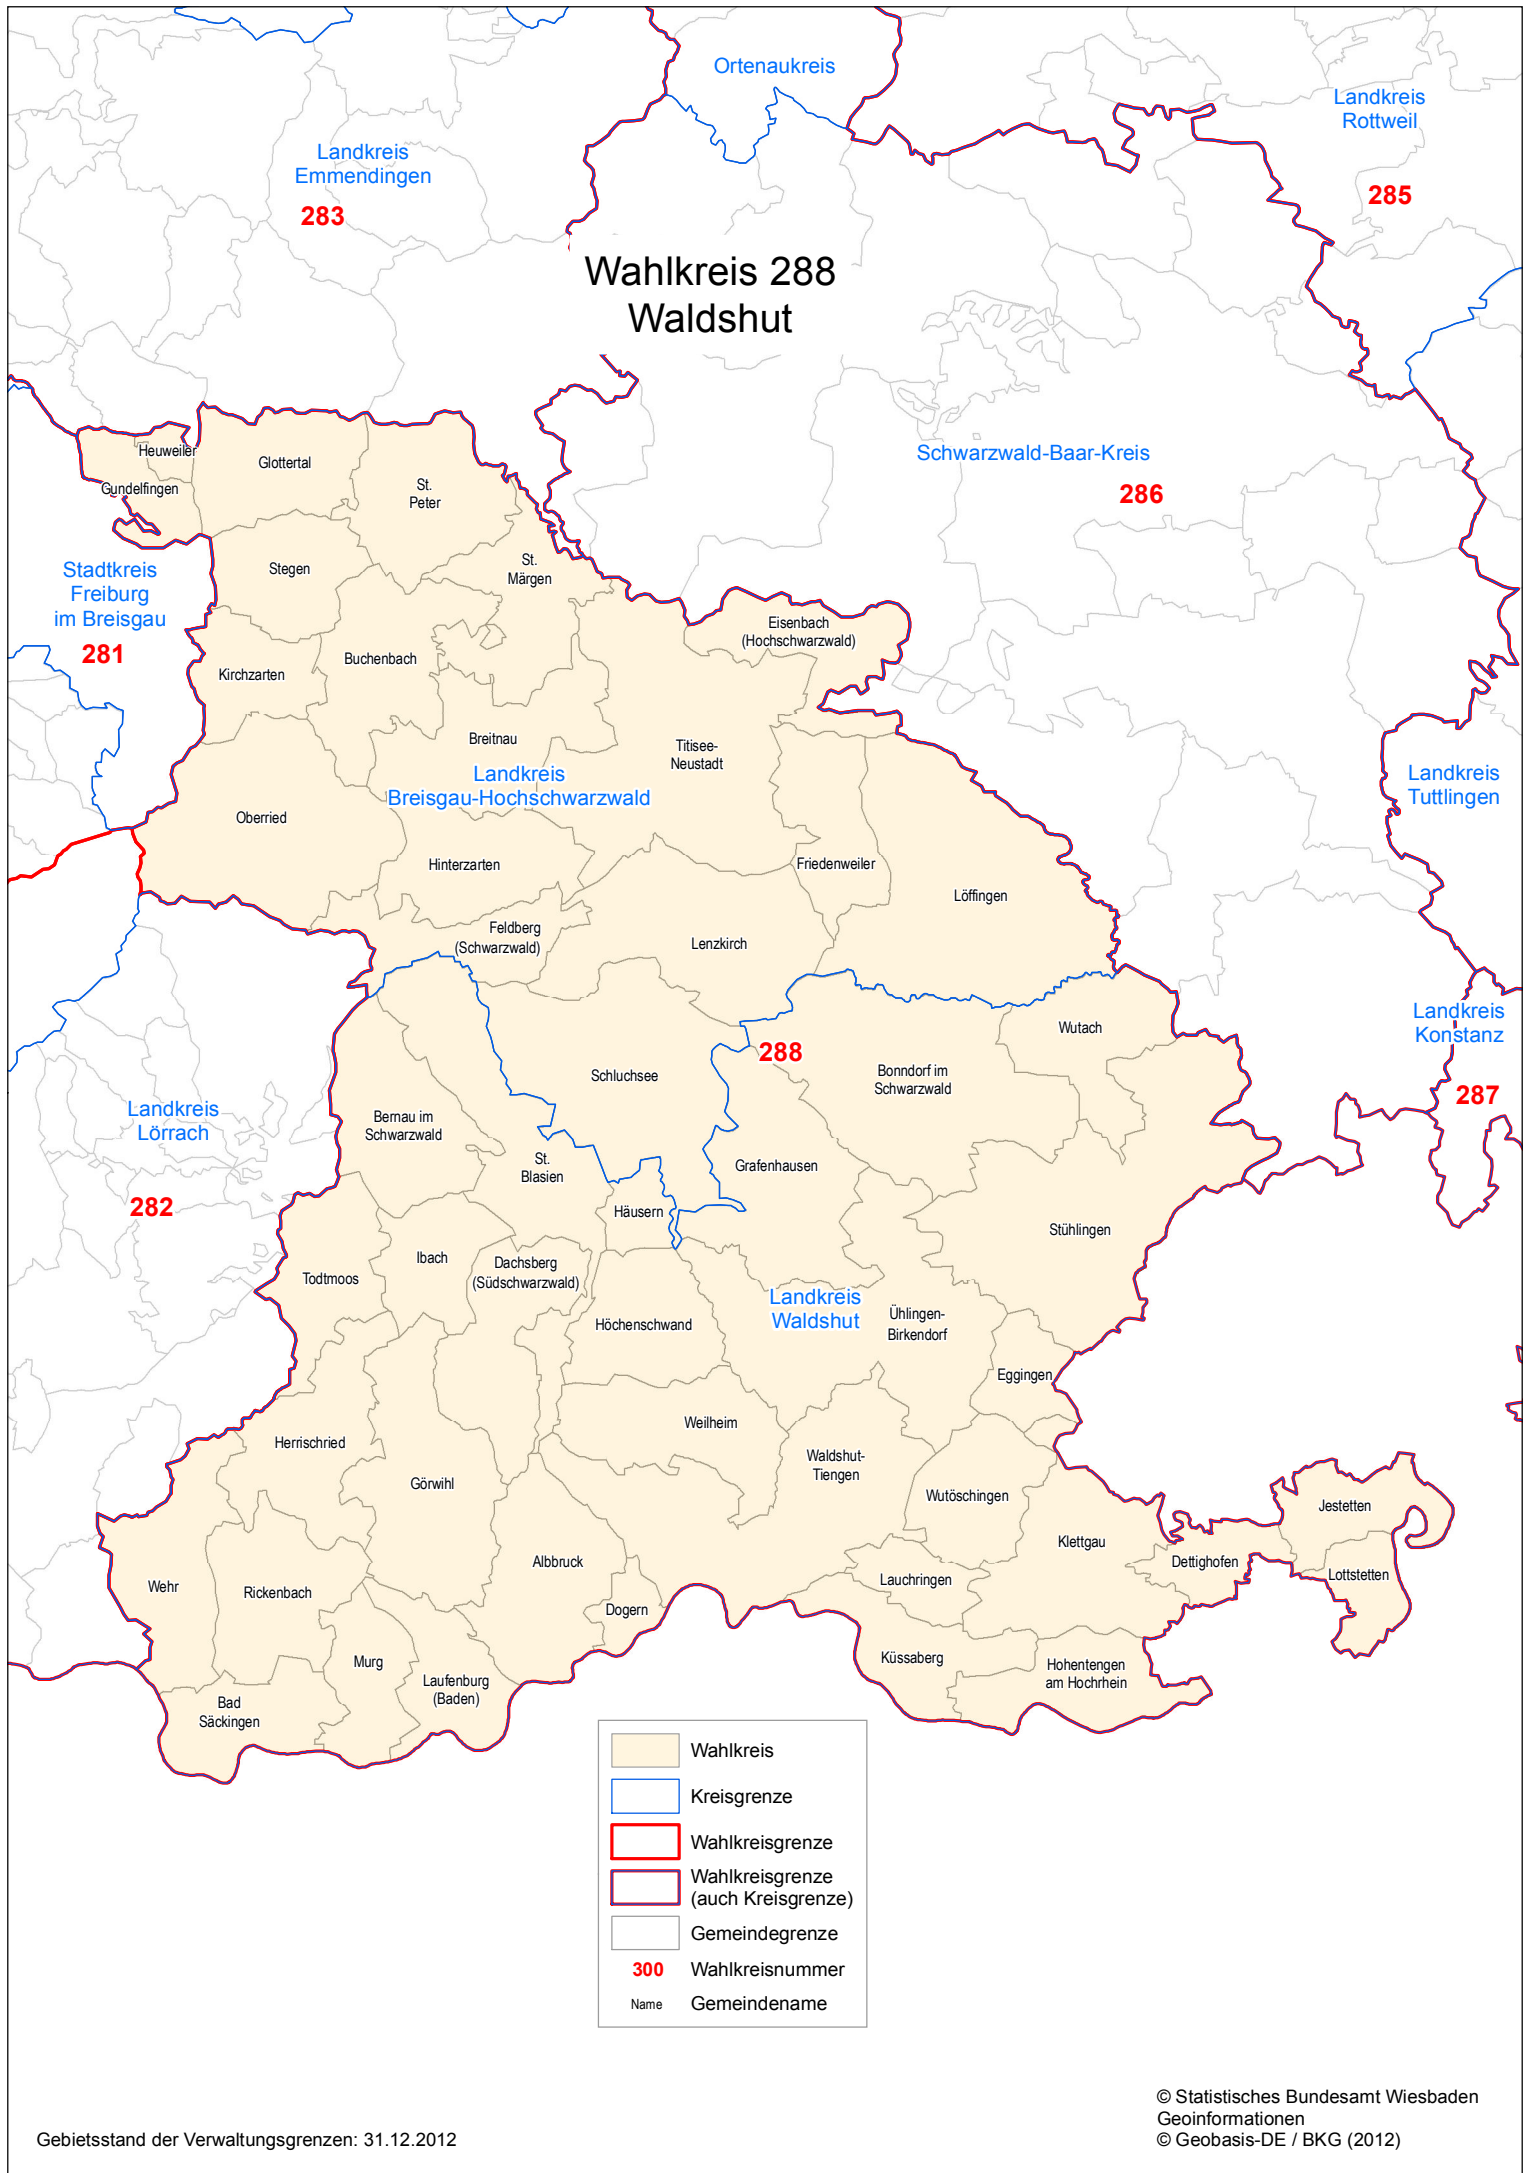 Ortenaukreis
Landkreis
Rottweil
285
Landkreis
Emmendingen
283
Wahlkreis 288
Waldshut
Schwarzwald-Baar-Kreis
286
Heuweiler
Glottertal
Gundelfingen
St.
Peter
Stadtkreis
Freiburg
im Breisgau
281
Stegen
St.
Märgen
Eisenbach
(Hochschwarzwald)
Kirchzarten
Buchenbach
Breitnau
Titisee-
Neustadt
Landkreis
Breisgau-Hochschwarzwald
Landkreis
Tuttlingen
Oberried
Hinterzarten
Friedenweiler
Löffingen
Feldberg
(Schwarzwald)
Lenzkirch
Landkreis
Konstanz
287
Wutach
288
Bonndorf im
Schwarzwald
Schluchsee
Landkreis
Lörrach
282
Bernau im
Schwarzwald
St.
Blasien
Grafenhausen
Häusern
Stühlingen
Ibach
Dachsberg
(Südschwarzwald)
Todtmoos
Landkreis
Waldshut
Höchenschwand
Ühlingen-
Birkendorf
Eggingen
Weilheim
Herrischried
Görwihl
Waldshut-
Tiengen
Wutöschingen
Jestetten
Klettgau
Dettighofen
Lottstetten
Albbruck
Lauchringen
Wehr
Rickenbach
Dogern
Murg
Laufenburg
(Baden)
Küssaberg
Hohentengen
am Hochrhein
Bad
Säckingen
Wahlkreis
Kreisgrenze
Wahlkreisgrenze
Wahlkreisgrenze
(auch Kreisgrenze)
Gemeindegrenze
300 Wahlkreisnummer
Name Gemeindename
© Statistisches Bundesamt Wiesbaden
Geoinformationen
© Geobasis-DE / BKG (2012)
Gebietsstand der Verwaltungsgrenzen: 31.12.2012